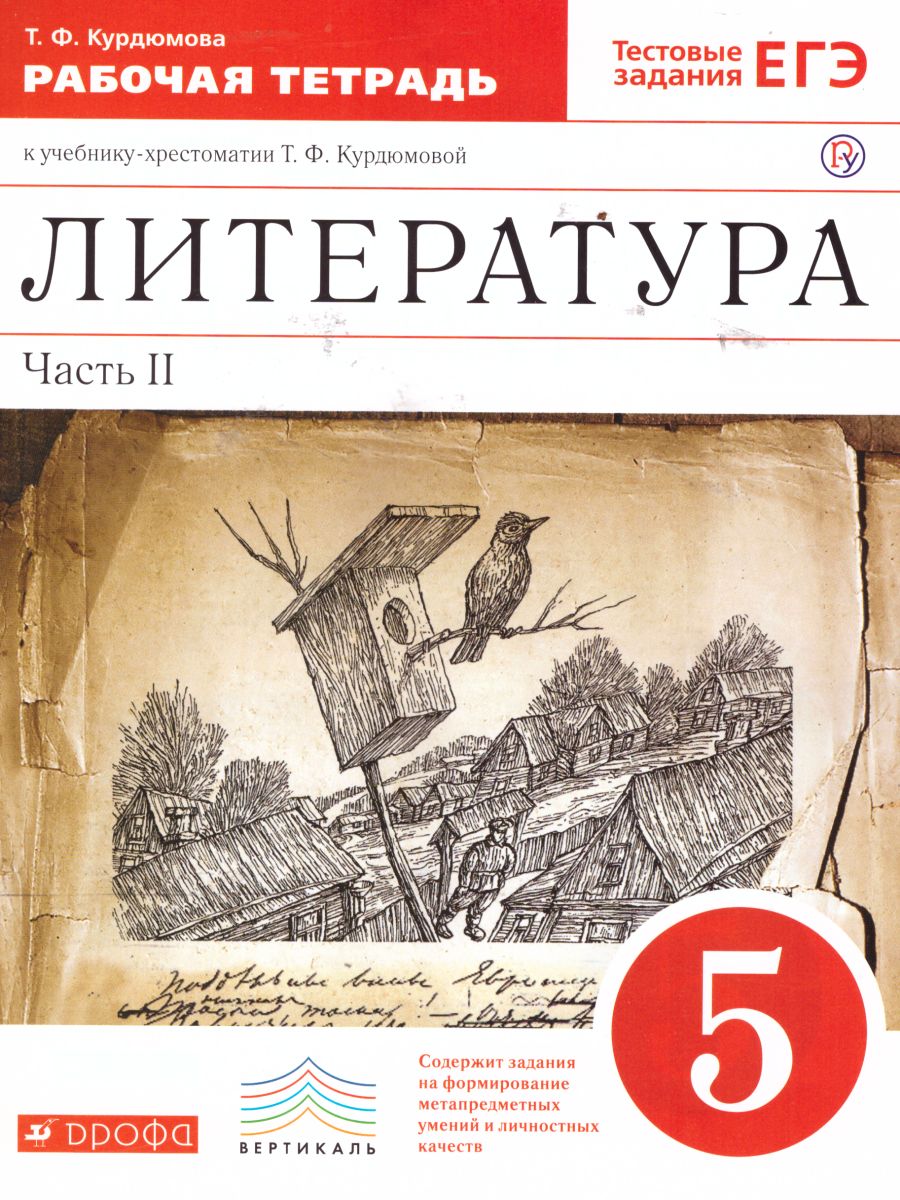 Т. Ф. Курдюмова
РАБОЧАЯ ТЕТРАДЬ
Тестовые
задания ЕГЭ
к учебнику-хрестоматии Т. Ф. Курдюмовой
РУ
ЛИТЕРАТУРА
Часть II
5
Содержит задания
на формирование
метапредметных
умений и личностных
качеств
дрофа
ВЕРТИКАЛЬ